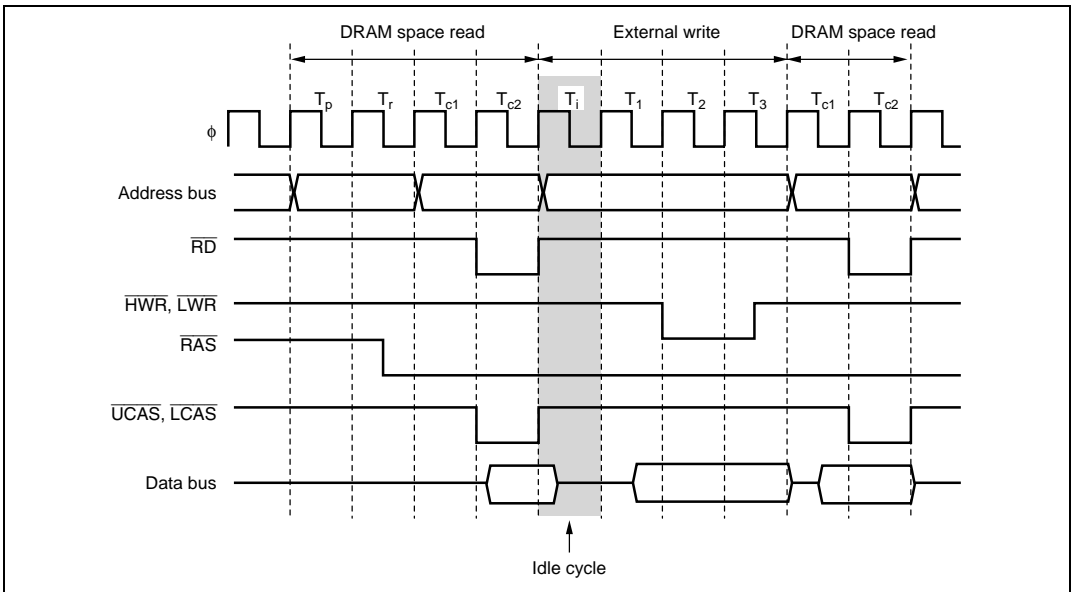 DRAM space read External write DRAM space read
Tp Tr Tc1 Tc2 Ti T1 T2 T3 Tc1 Tc2
φ
Address bus
RD
HWR, LWR
RAS
UCAS, LCAS
Data bus
Idle cycle